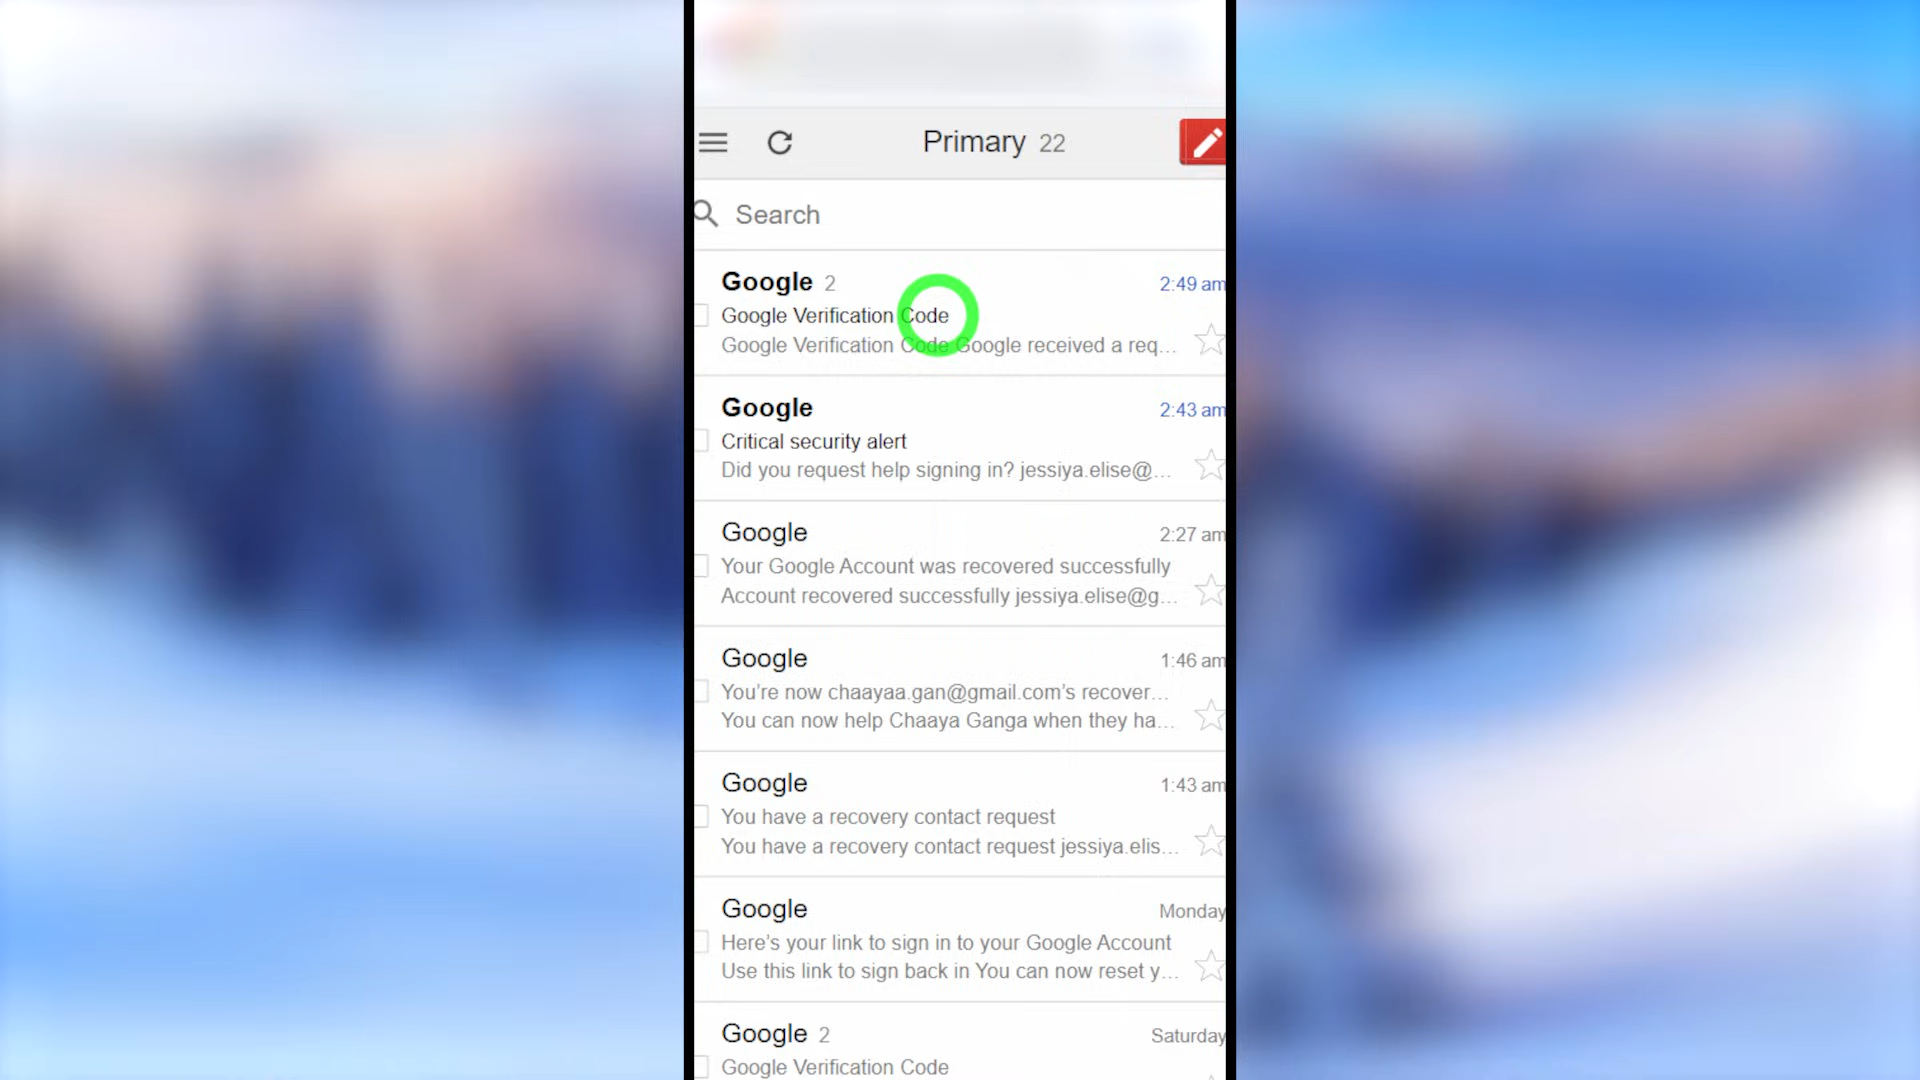 Primary 22
Search
Google 2
2:49 am
Google Verification Code
Google Verification Code Google received a req...
Google
2:43 am
Critical security alert
Did you request help signing in? jessiya.elise@...
Google
2:27 am
Your Google Account was recovered successfully
Account recovered successfully jessiya.elise@g...
Google
1:46 am
You're now chaayaa.gan@gmail.com's recover...
You can now help Chaaya Ganga when they ha...
Google
1:43 am
You have a recovery contact request
You have a recovery contact request jessiya.elis...
Google
Monday
Here's your link to sign in to your Google Account
Use this link to sign back in You can now reset y...
Google 2
Saturday
Google Verification Code